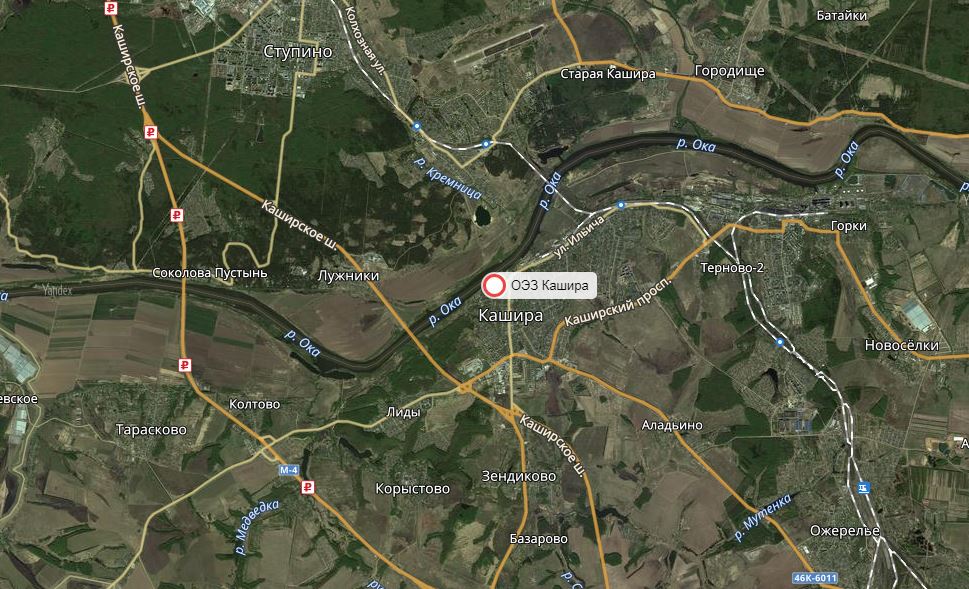 Батайки
Ступино
Колхозная ул.
Каширское ш.
Старая Кашира
Городище
р. Ока
р. Ока
р. Кремница
р. Ока
Каширское ш.
ул. Ильича
Горки
Соколова Пустынь
Лужники
Терново-2
ОЭЗ Кашира
Yandex
р. Ока
Кашира
Каширский просп.
р. Ока
Новосёлки
Колтово
Лиды
Аладьино
Тарасково
Каширское ш.
М-4
Зендиково
Корыстово
р. Медведка
р. Мутенка
Ожерелье
Базарово
46К-6011